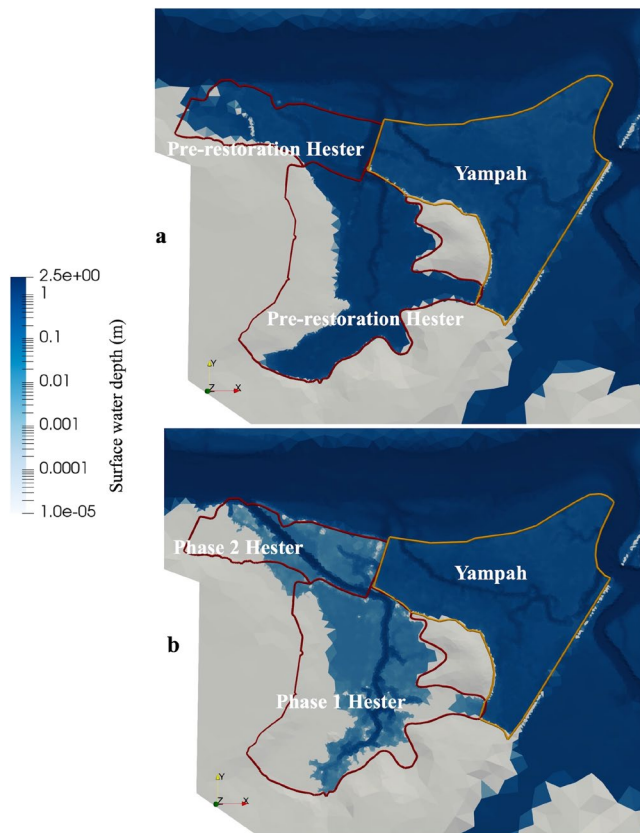 Pre-restoration Hester
Yampah
a
Pre-restoration Hester
Y
Z
X
2.5e+00
1
0.1
0.01
0.001
0.0001
1.0e-05
Surface water depth (m)
Phase 2 Hester
Yampah
b
Phase 1 Hester
Y
Z
X